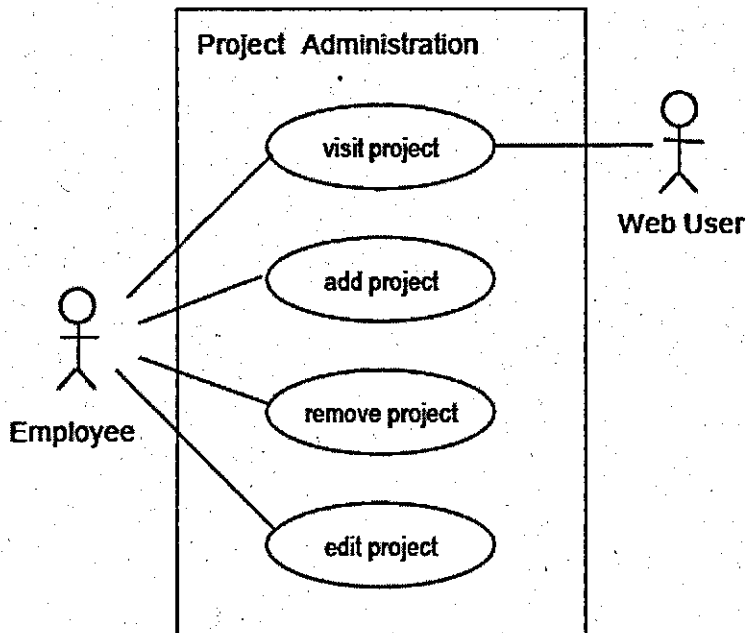 Project Administration
visit project
Web User
add project
Employee
remove project
edit project